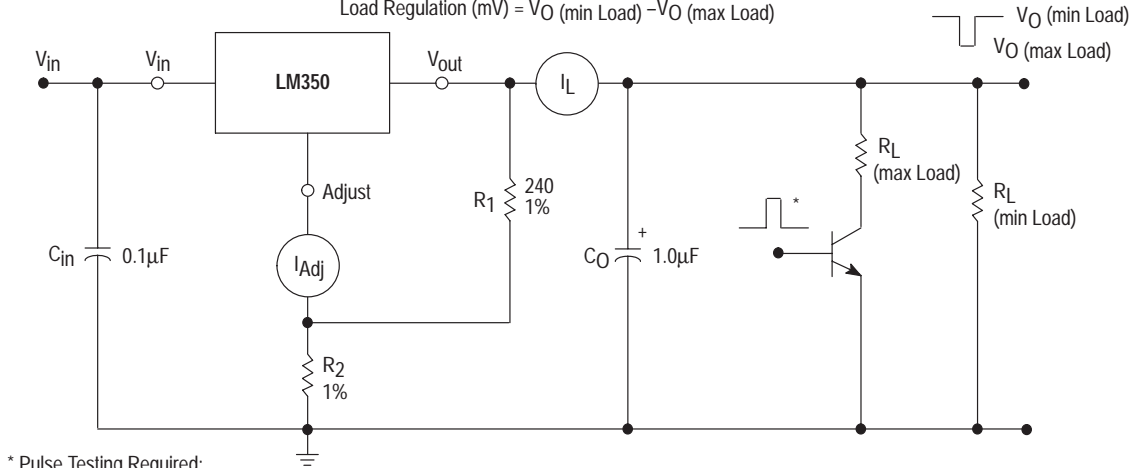 Load Regulation (mV) = VO (min Load) –VO (max Load)
VO (min Load)
VO (max Load)
Vin
Vin
LM350
Vout
IL
RL
(max Load)
Adjust
R1
240
1%
RL
(min Load)
*
Cin
0.1µF
IAdj
+
CO
1.0µF
R2
1%
* Pulse Testing Required: